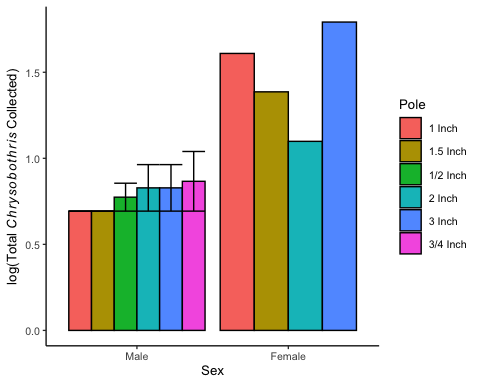 log(Total Chrysobothris Collected)
1.5
1.0
0.5
0.0
Male
Female
Sex
Pole
1 Inch
1.5 Inch
1/2 Inch
2 Inch
3 Inch
3/4 Inch